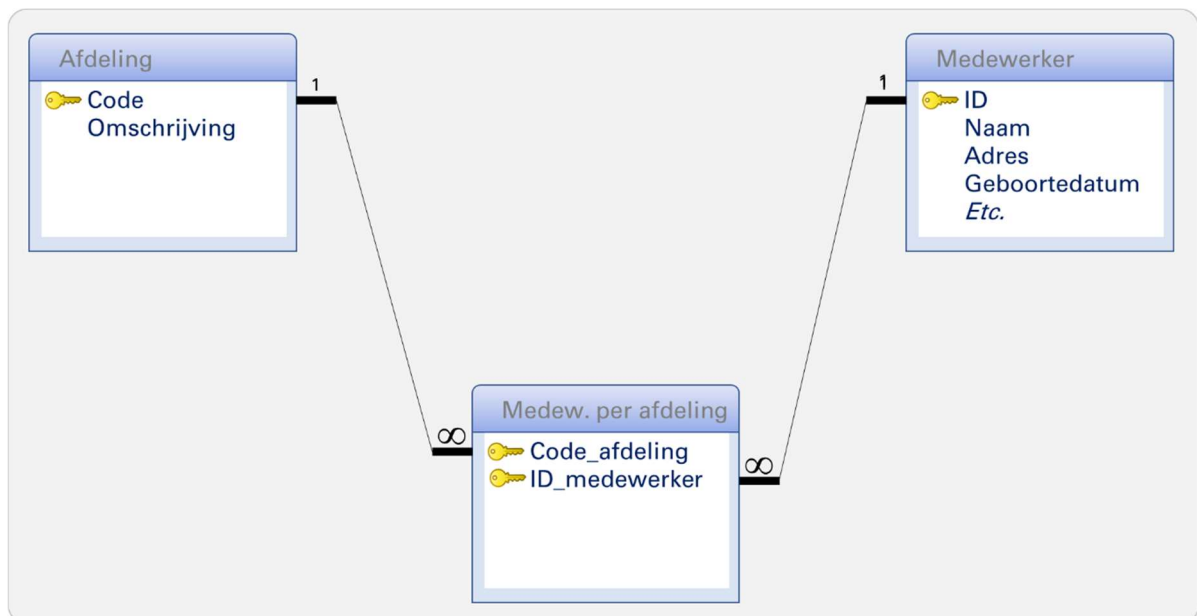 Afdeling
Code
Omschrijving
1
1
Medewerker
ID
Naam
Adres
Geboortedatum
Etc.
∞
Medew. per afdeling
Code_afdeling
ID_medewerker
∞